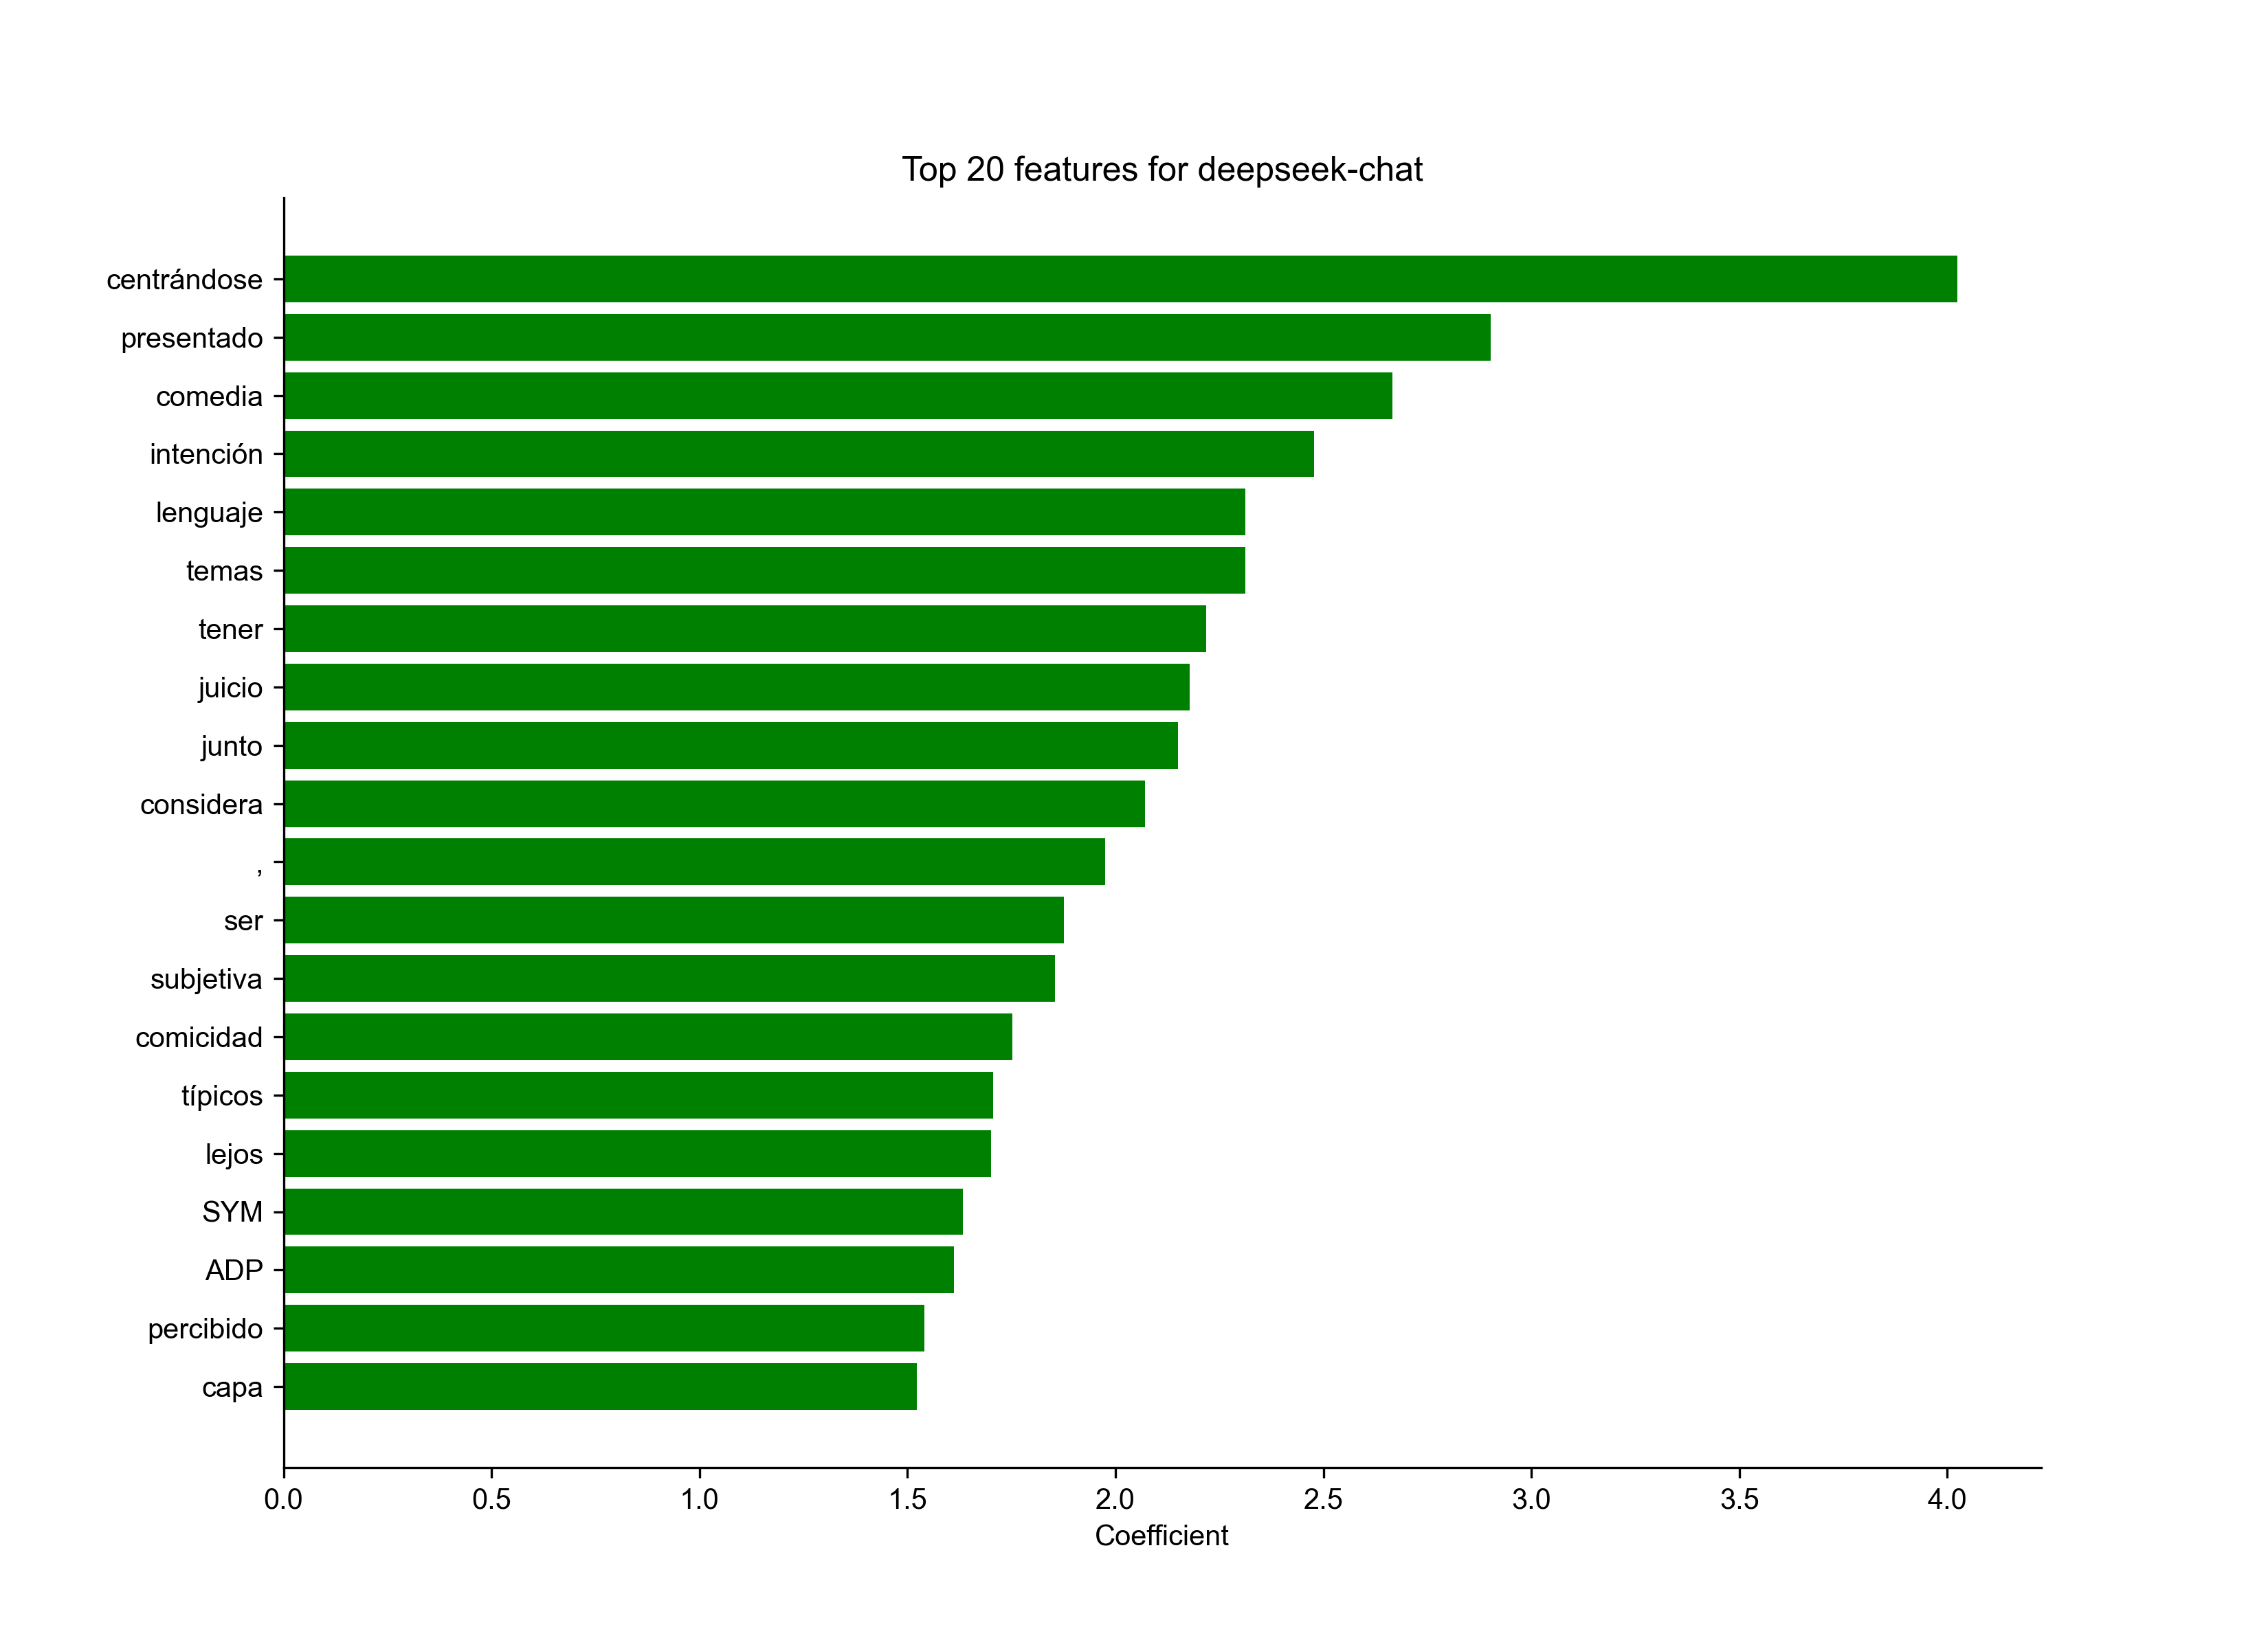 Top 20 features for deepseek-chat
centrándose
presentado
comedia
intención
lenguaje
temas
tener
juicio
junto
considera
,
ser
subjetiva
comicidad
típicos
lejos
SYM
ADP
percibido
capa
0.0 0.5 1.0 1.5 2.0 2.5 3.0 3.5 4.0
Coefficient